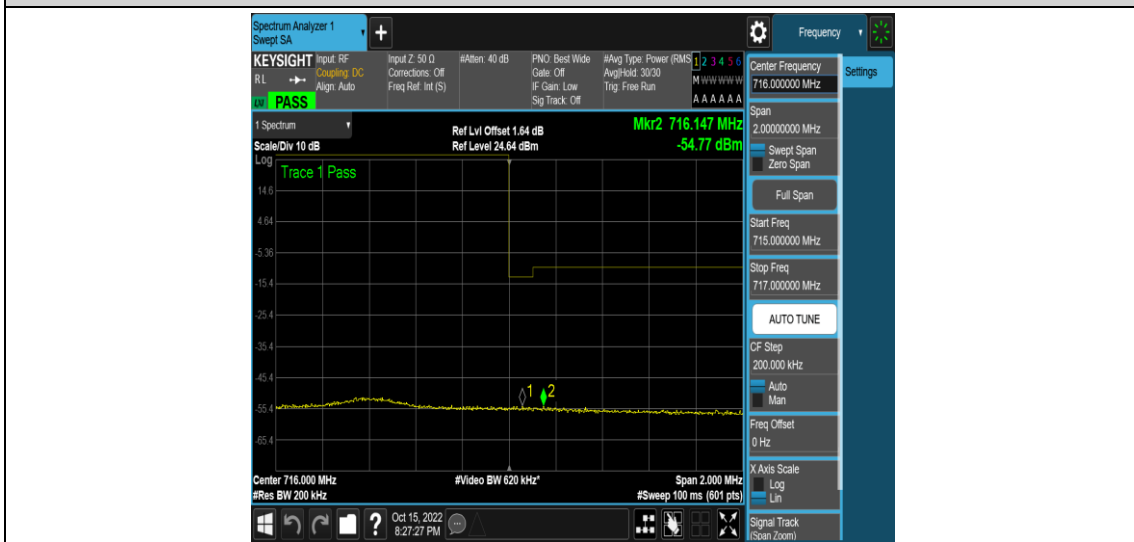 Spectrum Analyzer 1
Swept SA
Frequency
KEYSIGHT
Input: RF
Input Z: 50 Ω
#Atten: 40 dB
PNO: Best Wide
#Avg Type: Power (RMS
1 2 3 4 5 6
RL
Coupling: DC
Corrections: Off
Gate: Off
Avg|Hold: 30/30
M W W W W W
Align: Auto
Freq Ref: Int (S)
IF Gain: Low
Trig: Free Run
Sig Track: Off
A A A A A A
PASS
1 Spectrum
Ref Lvl Offset 1.64 dB
Mkr2 716.147 MHz
Scale/Div 10 dB
Ref Level 24.64 dBm
-54.77 dBm
Log
Trace 1 Pass
14.6
4.64
-5.36
-15.4
-25.4
-35.4
-45.4
-55.4
-65.4
1
2
Center 716.000 MHz
#Video BW 620 kHz*
Span 2.000 MHz
#Res BW 200 kHz
#Sweep 100 ms (601 pts)
Oct 15, 2022
8:27:27 PM
Center Frequency
716.000000 MHz
Settings
Span
2.00000000 MHz
Swept Span
Zero Span
Full Span
Start Freq
715.000000 MHz
Stop Freq
717.000000 MHz
AUTO TUNE
CF Step
200.000 kHz
Auto
Man
Freq Offset
0 Hz
X Axis Scale
Log
Lin
Signal Track
(Span Zoom)